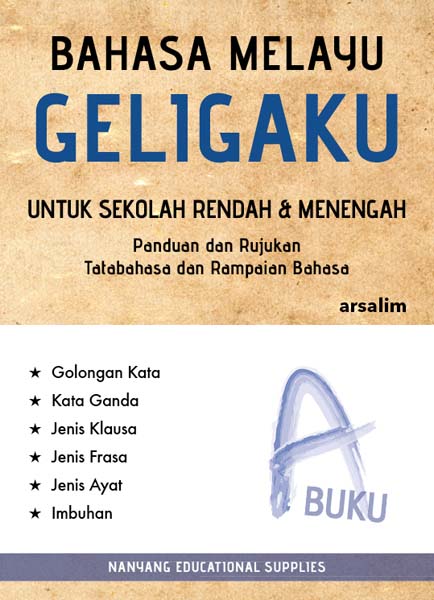 BAHASA MELAYU
GELIGAKU
UNTUK SEKOLAH RENDAH & MENENGAH
Panduan dan Rujukan
Tatabahasa dan Rampaian Bahasa
arsalim
★ Golongan Kata
★ Kata Ganda
★ Jenis Klausa
★ Jenis Frasa
★ Jenis Ayat
★ Imbuhan
A
BUKU
NANYANG EDUCATIONAL SUPPLIES